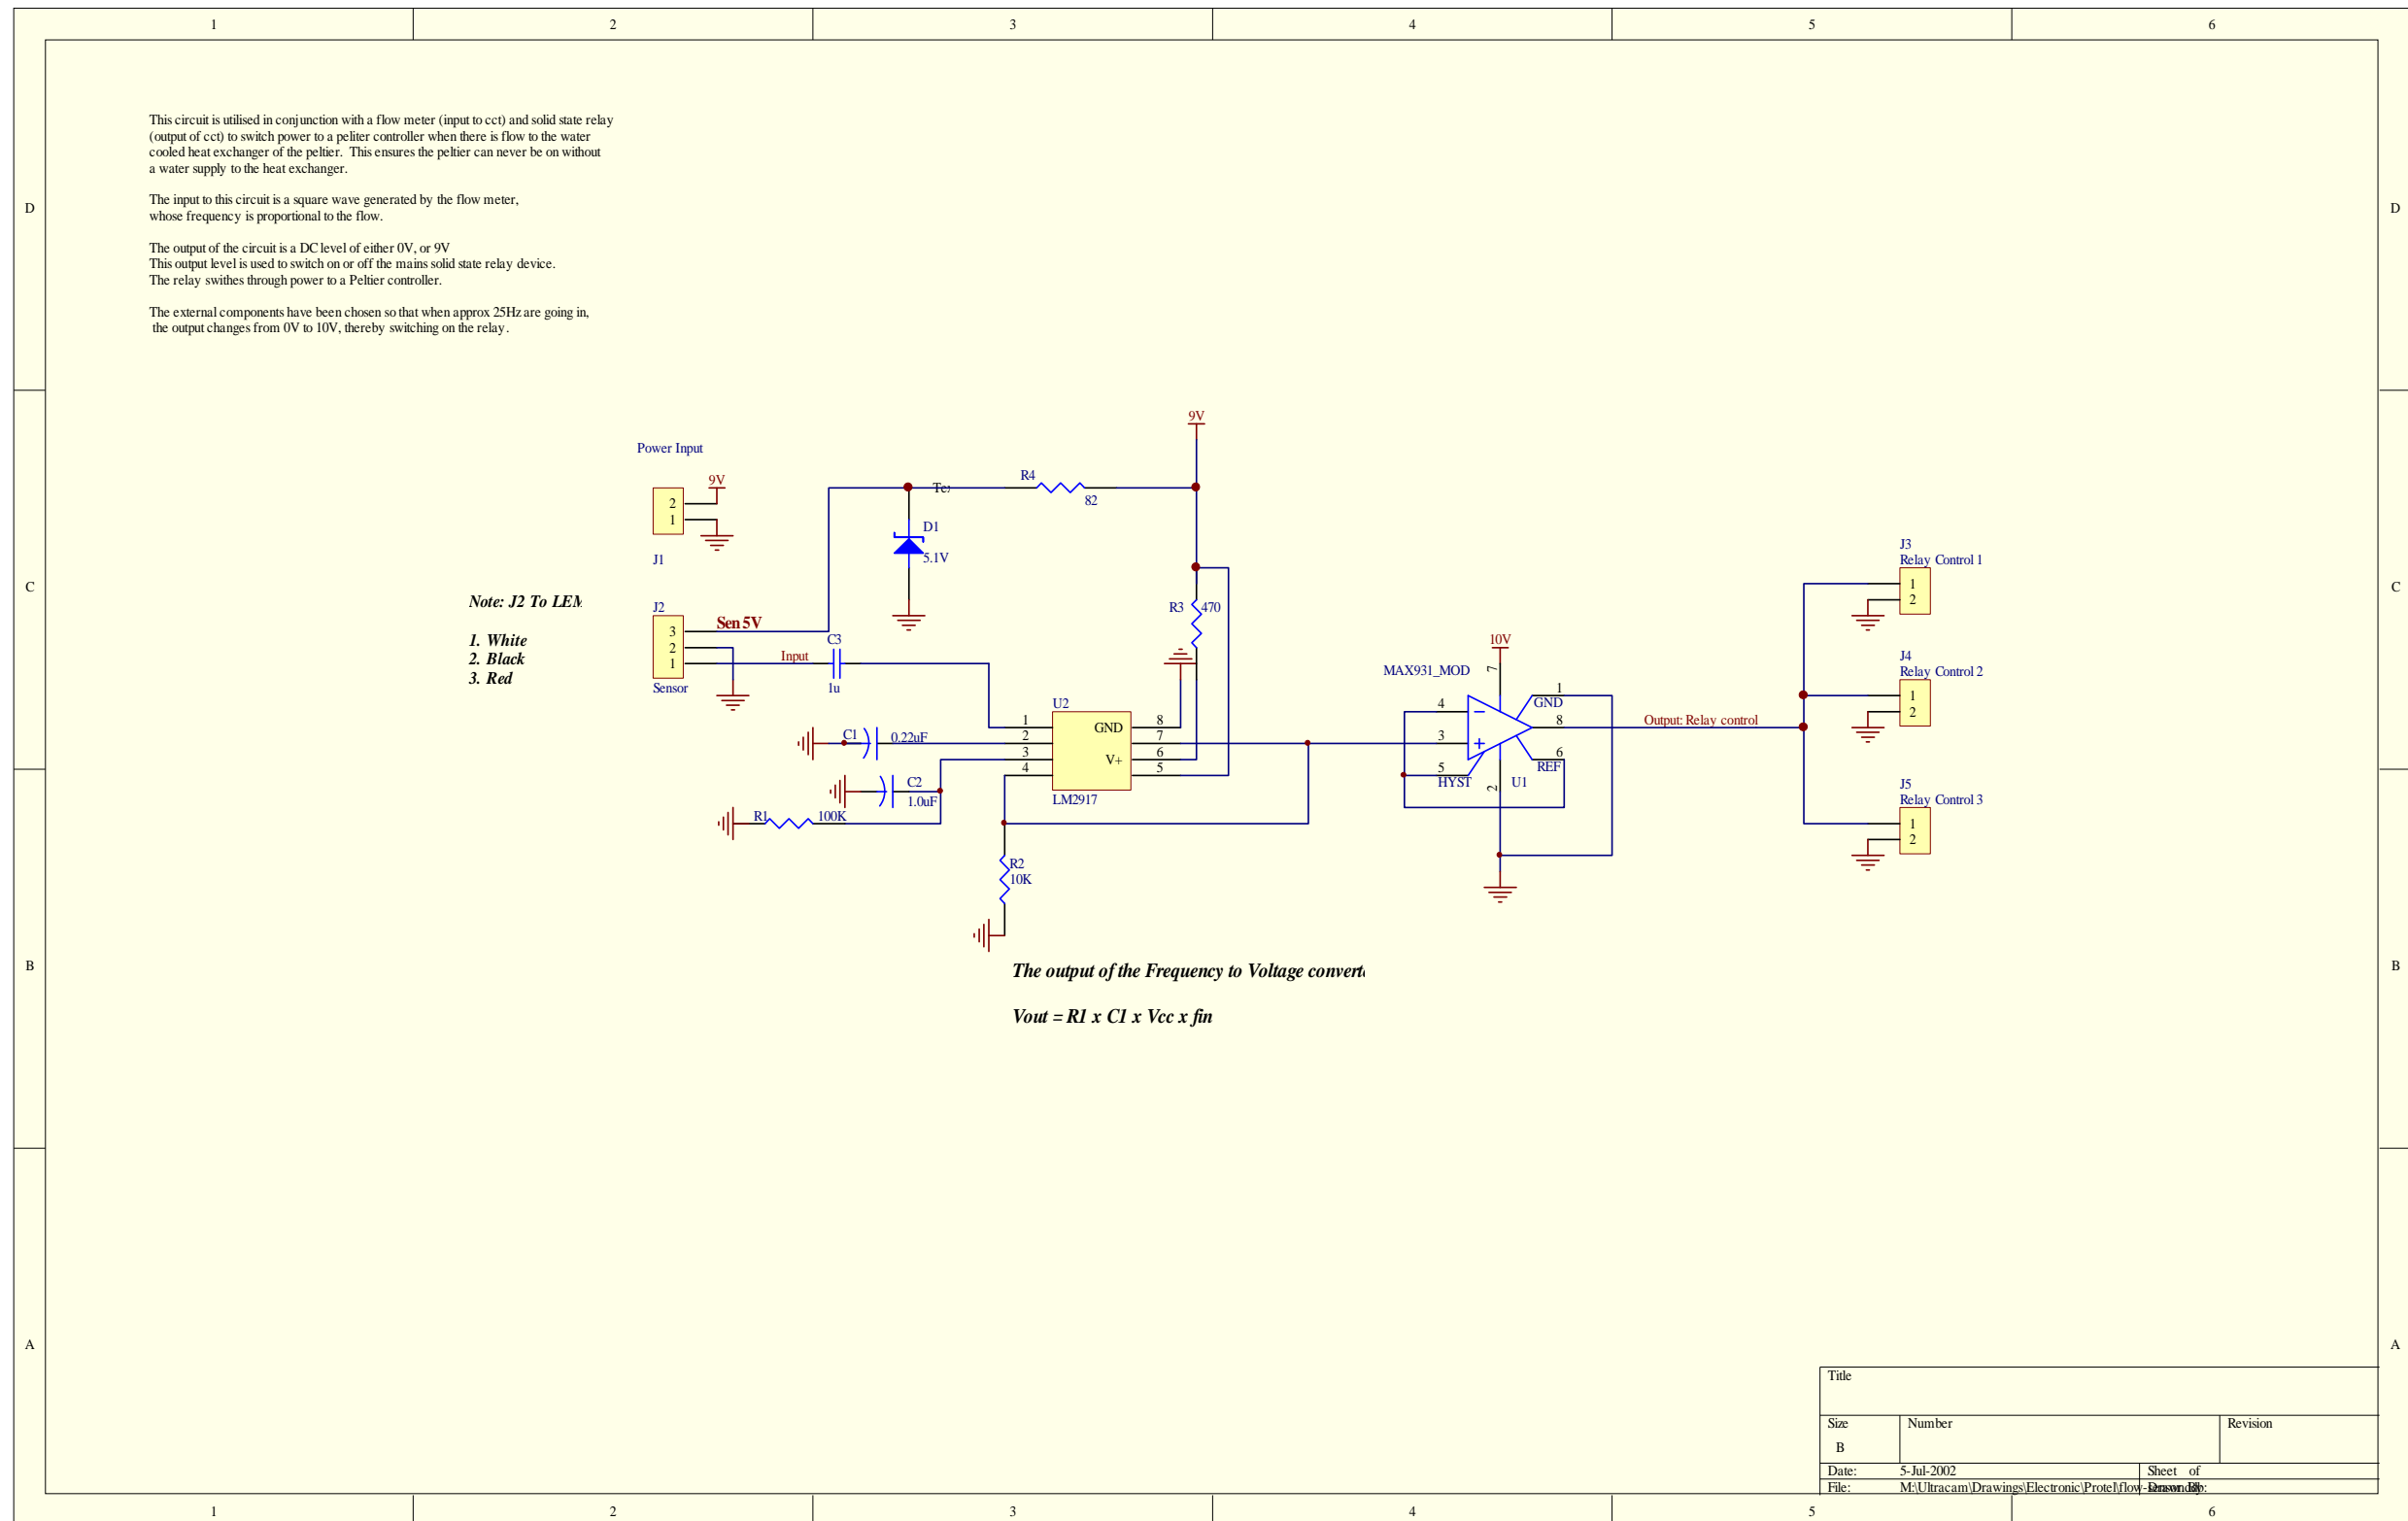 1 2 3 4 5 6
This circuit is utilised in conjunction with a flow meter (input to cct) and solid state relay
(output of cct) to switch power to a peliter controller when there is flow to the water
cooled heat exchanger of the peltier. This ensures the peltier can never be on without
a water supply to the heat exchanger.
The input to this circuit is a square wave generated by the flow meter,
whose frequency is proportional to the flow.
The output of the circuit is a DC level of either 0V, or 9V
This output level is used to switch on or off the mains solid state relay device.
The relay swithes through power to a Peltier controller.
The external components have been chosen so that when approx 25Hz are going in,
the output changes from 0V to 10V, thereby switching on the relay.
D D
C C
B B
A A
Power Input
9V
2
1
J1
Note: J2 To LEM
1. White
2. Black
3. Red
J2
3
2
1
Sensor
Sen 5V
Input
C3
1u
D1
5.1V
R4
82
9V
R3 470
C1 0.22uF
C2
1.0uF
R1 100K
R2
10K
U2
1 GND 8
2 7
3 V+ 6
4 5
LM2917
The output of the Frequency to Voltage
Vout = R1 x C1 x Vcc x fin
MAX931_MOD
10V
7
4
3
5
HYST
2
1
GND
8
6
REF
U1
Output: Relay control
J3
Relay Control 1
1
2
J4
Relay Control 2
1
2
J5
Relay Control 3
1
2
Title
Size Number Revision
B
Date: 5-Jul-2002 Sheet of
File: M:\Ultracam\Drawings\Electronic\Protel\flow-
1 2 3 4 5 6